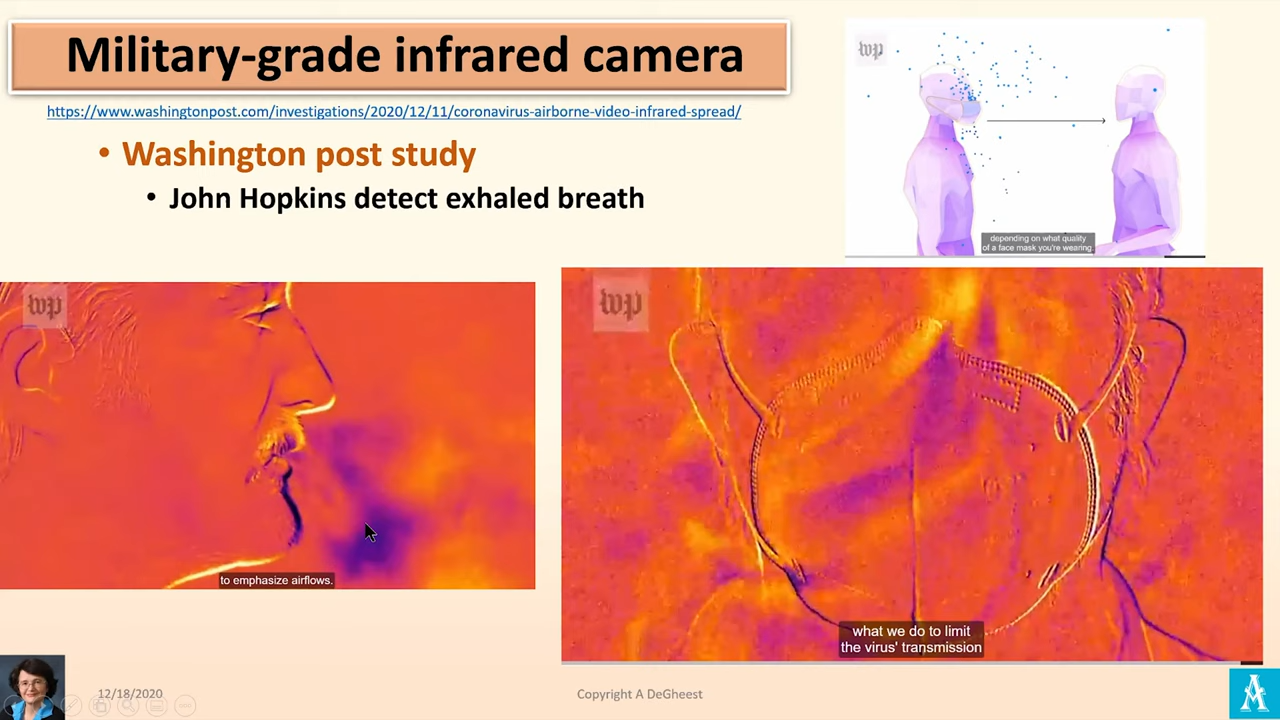 Military-grade infrared camera
https://www.washingtonpost.com/investigations/2020/12/11/coronavirus-airborne-video-infrared-spread/
• Washington post study
• John Hopkins detect exhaled breath
wp
depending on what quality
of a face mask you're wearing
wp
to emphasize airflows.
wp
what we do to limit
the virus' transmission
12/18/2020
Copyright A DeGheest
A